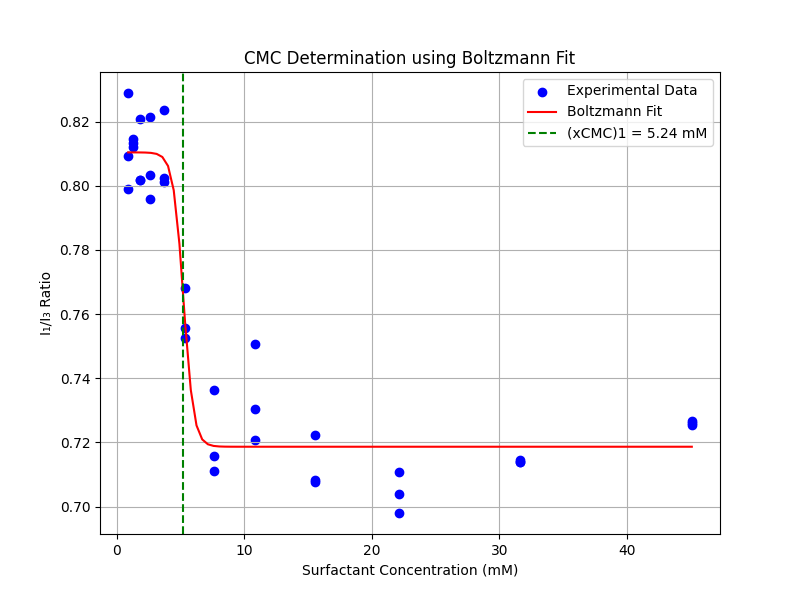 CMC Determination using Boltzmann Fit
Experimental Data
Boltzmann Fit
(xCMC)1 = 5.24 mM
I₁/I₃ Ratio
0.82
0.80
0.78
0.76
0.74
0.72
0.70
0
10
20
30
40
Surfactant Concentration (mM)